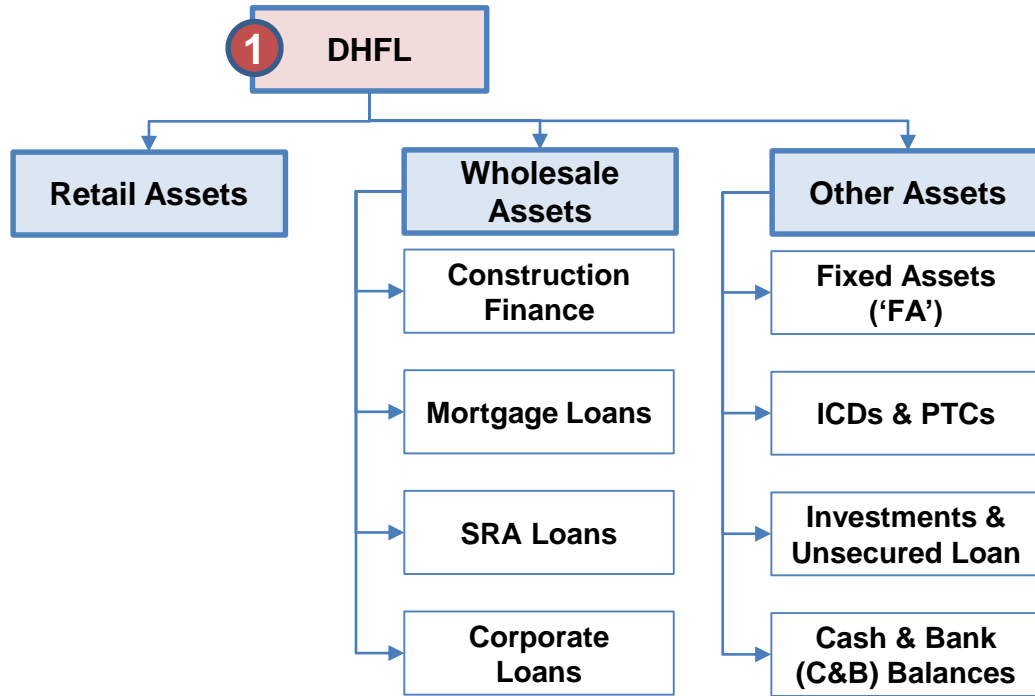 1
DHFL
Retail Assets
Wholesale
Assets
Other Assets
Construction
Finance
Fixed Assets
(‘FA’)
Mortgage Loans
ICDs & PTCs
SRA Loans
Investments &
Unsecured Loan
Corporate
Loans
Cash & Bank
(C&B) Balances